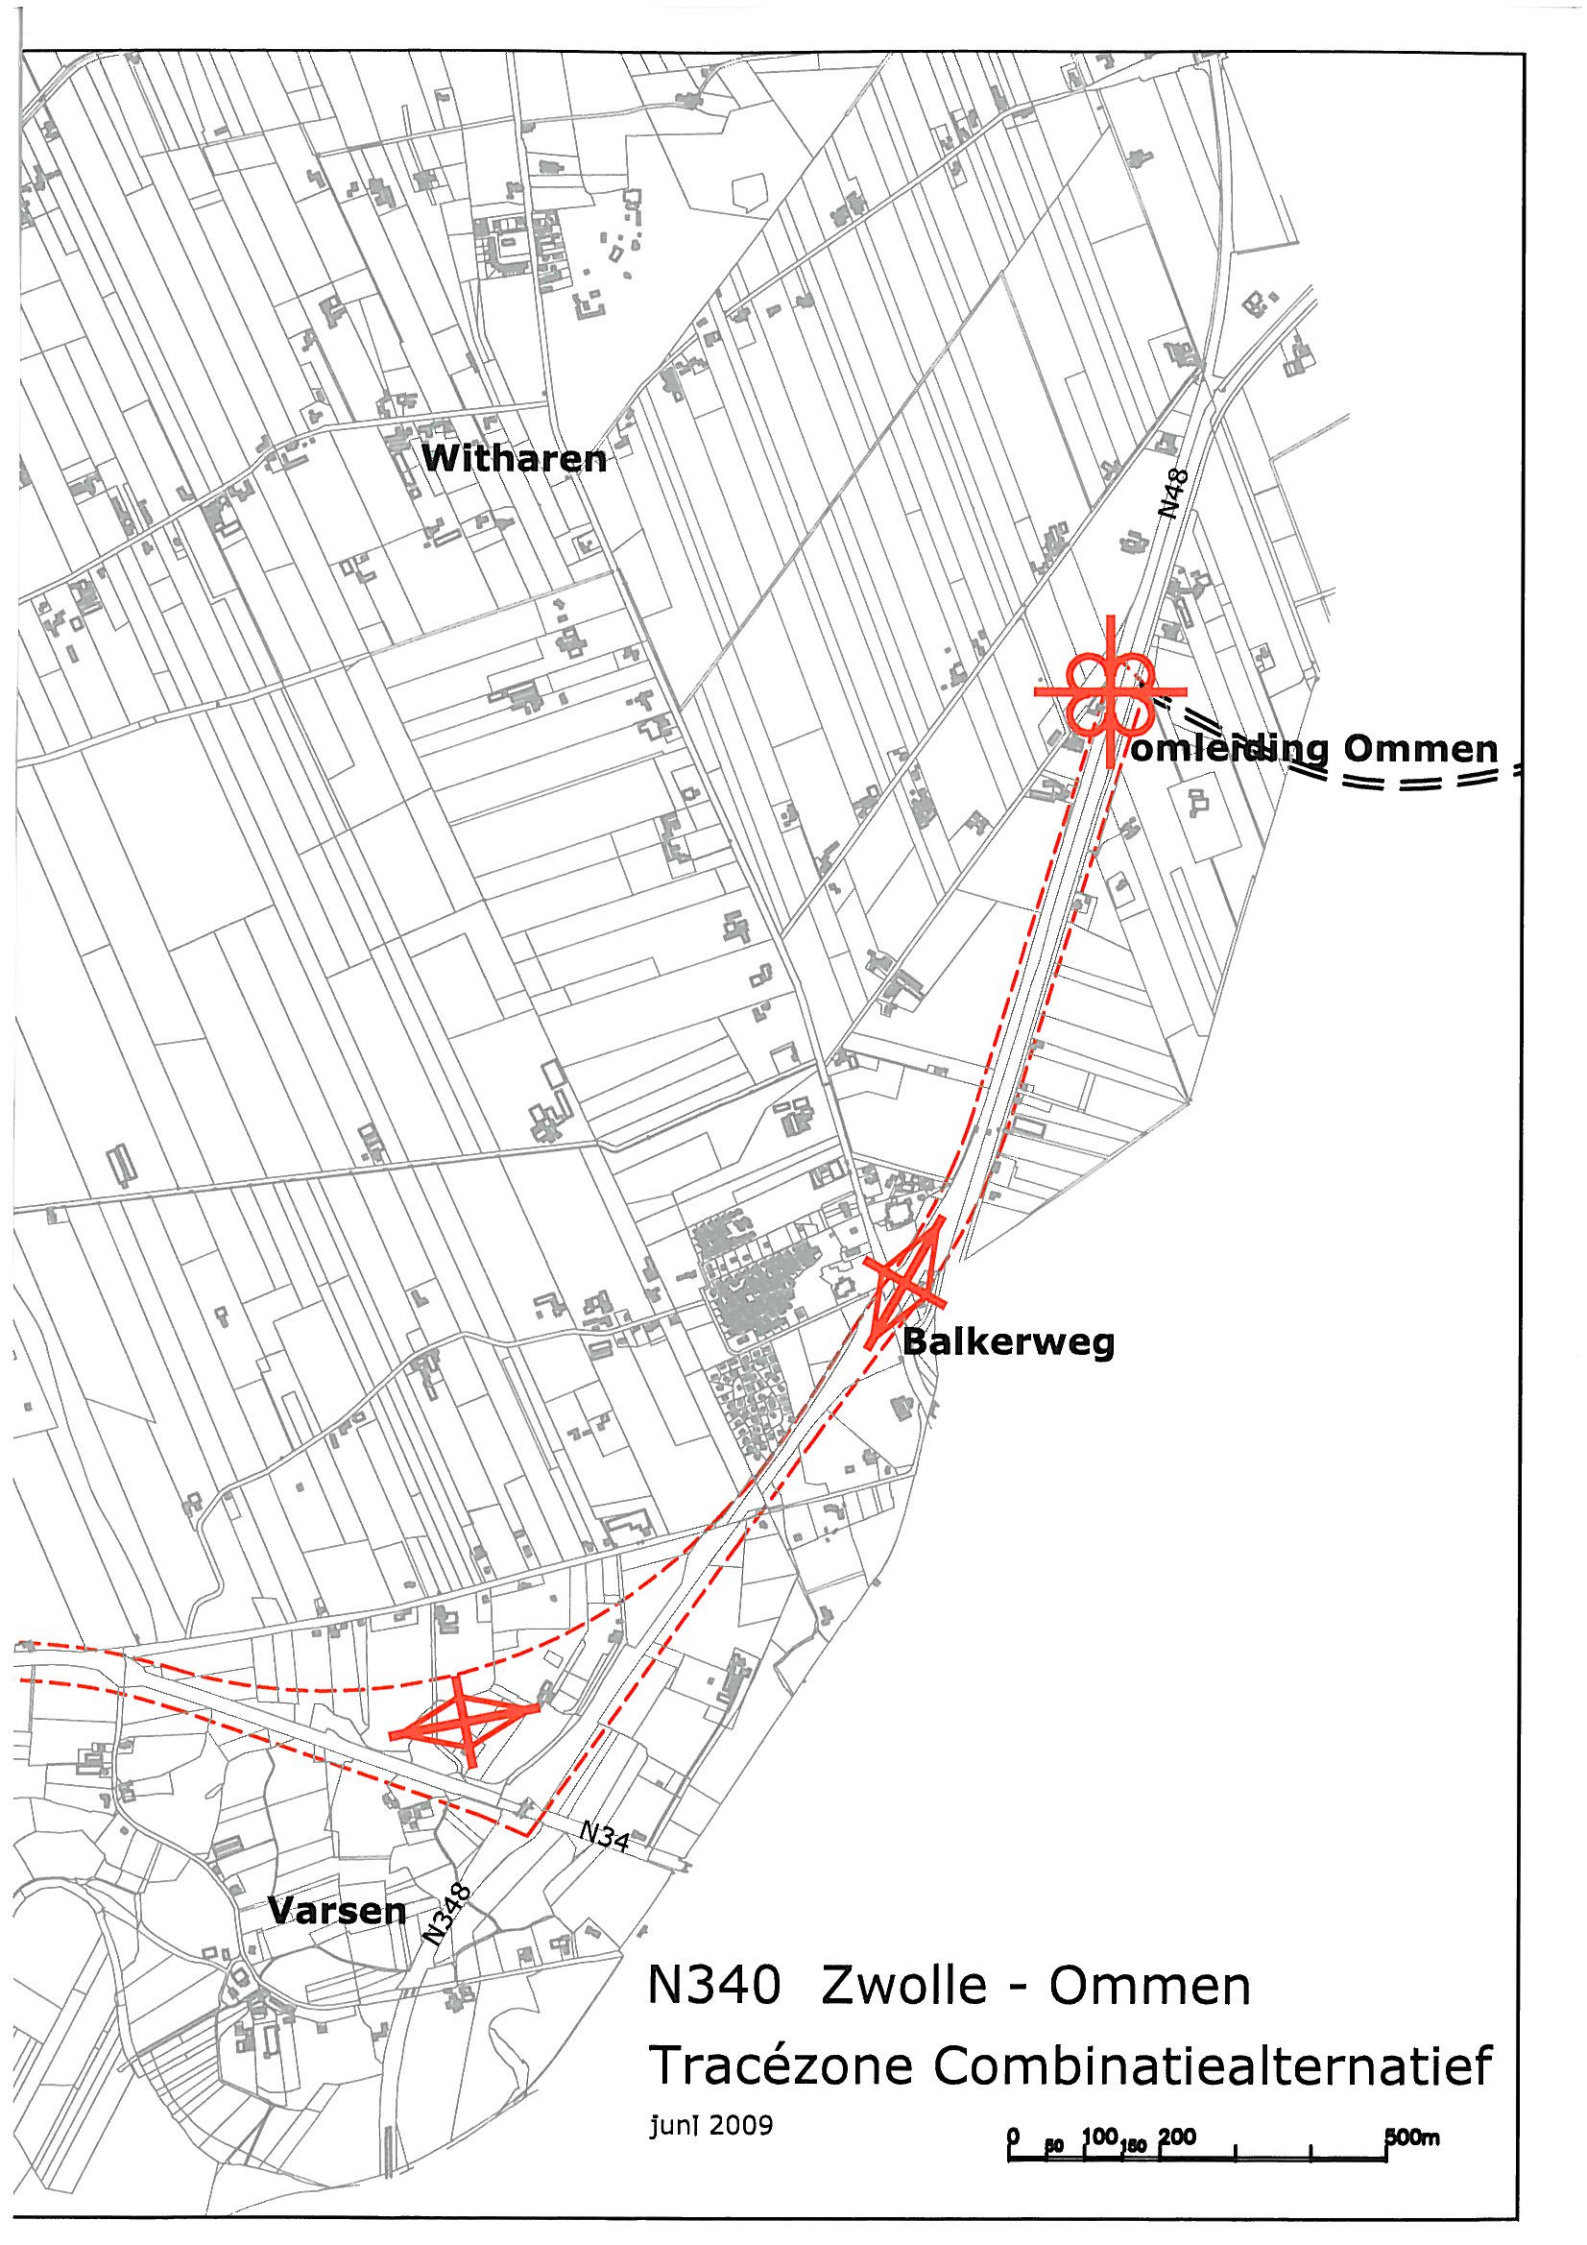 Witharen
N48
omleiding Ommen
Balkerweg
N34
Varsen
N348
N340 Zwolle - Ommen
Tracézone Combinatiealternatief
juni 2009
0 50 100 150 200 500m